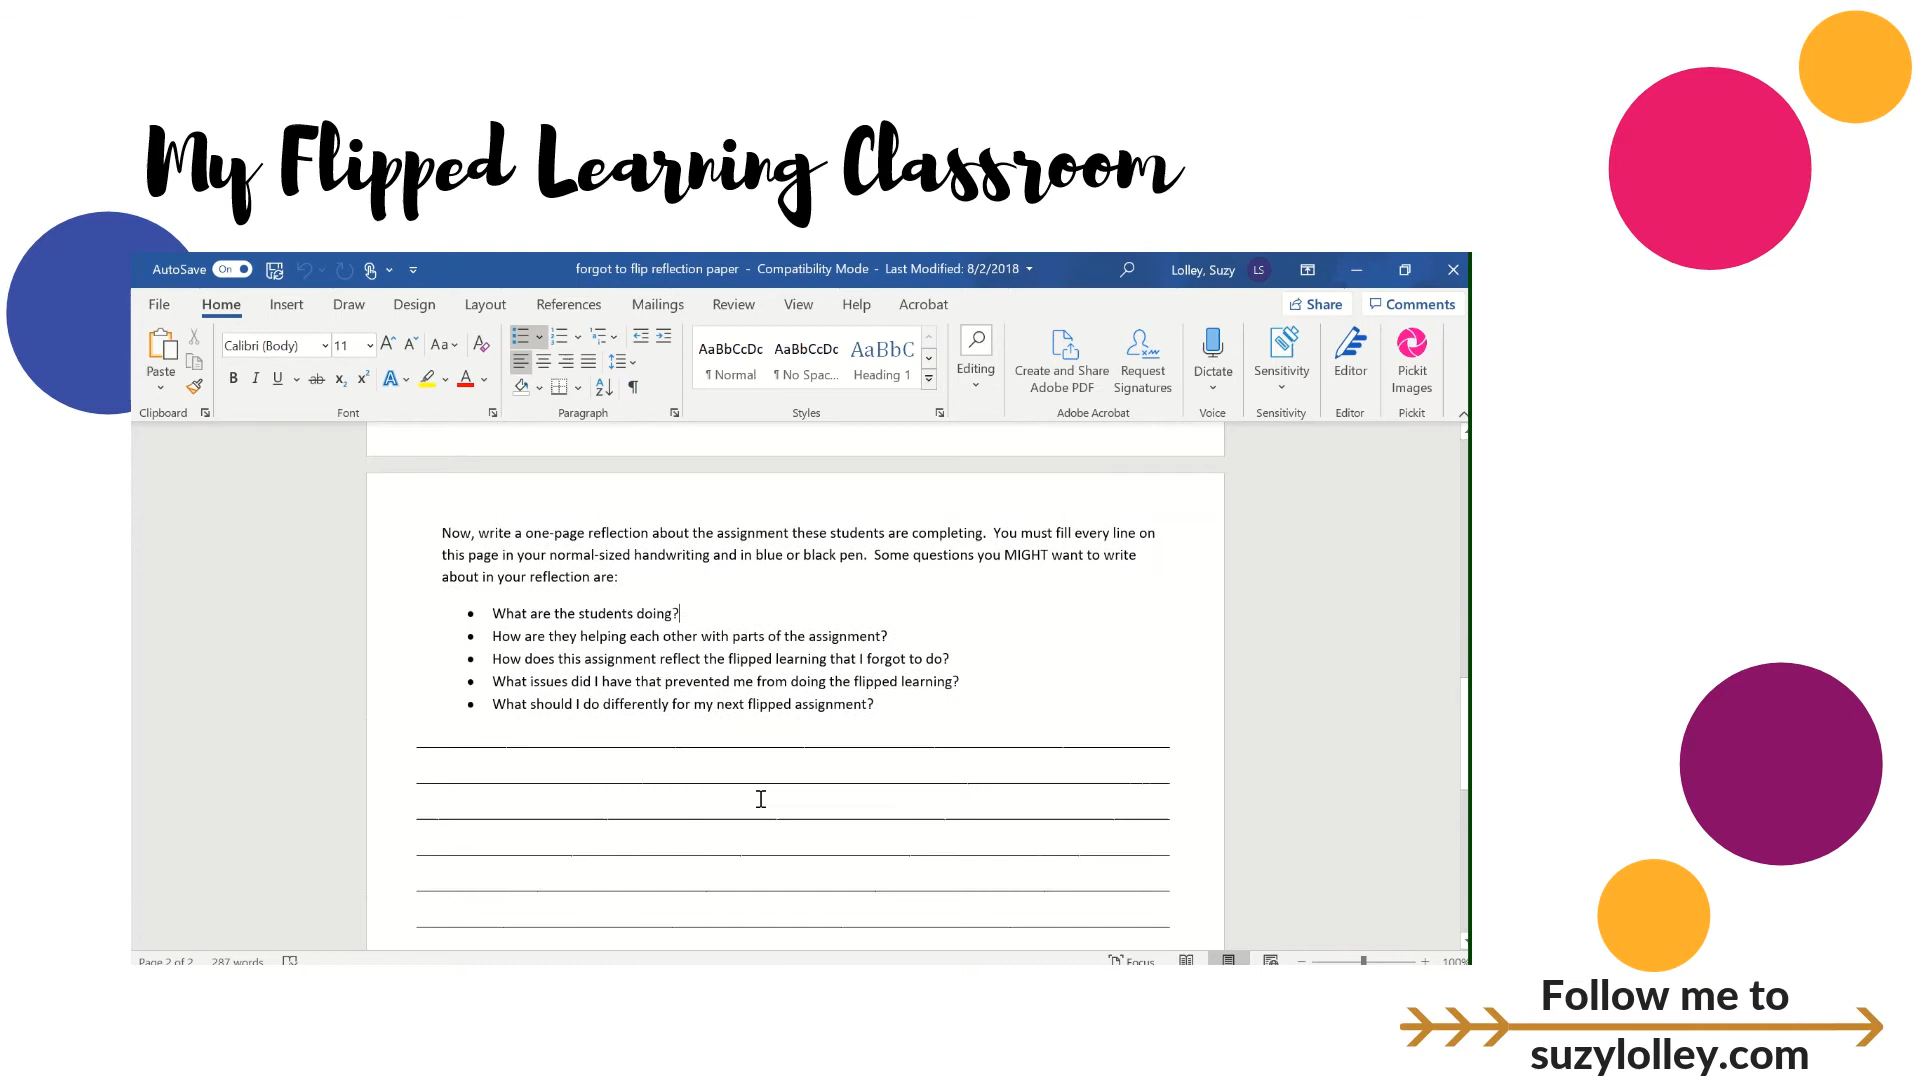 My Flipped Learning Classroom
AutoSave On forgot to flip reflection paper - Compatibility Mode - Last Modified: 8/2/2018 Lolley, Suzy LS
File Home Insert Draw Design Layout References Mailings Review View Help Acrobat Share Comments
Calibri (Body) 11
AaBbCcDc AaBbCcDc AaBbC
Paste
¶ Normal ¶ No Spac... Heading 1
Editing
Create and Share Adobe PDF
Request Signatures
Dictate
Sensitivity
Editor
Pickit Images
Clipboard Font Paragraph Styles Adobe Acrobat Voice Sensitivity Editor Pickit
Now, write a one-page reflection about the assignment these students are completing. You must fill every line on
this page in your normal-sized handwriting and in blue or black pen. Some questions you MIGHT want to write
about in your reflection are:
• What are the students doing?
• How are they helping each other with parts of the assignment?
• How does this assignment reflect the flipped learning that I forgot to do?
• What issues did I have that prevented me from doing the flipped learning?
• What should I do differently for my next flipped assignment?
Page 2 of 2 287 words Focus 100%
Follow me to
suzylolley.com